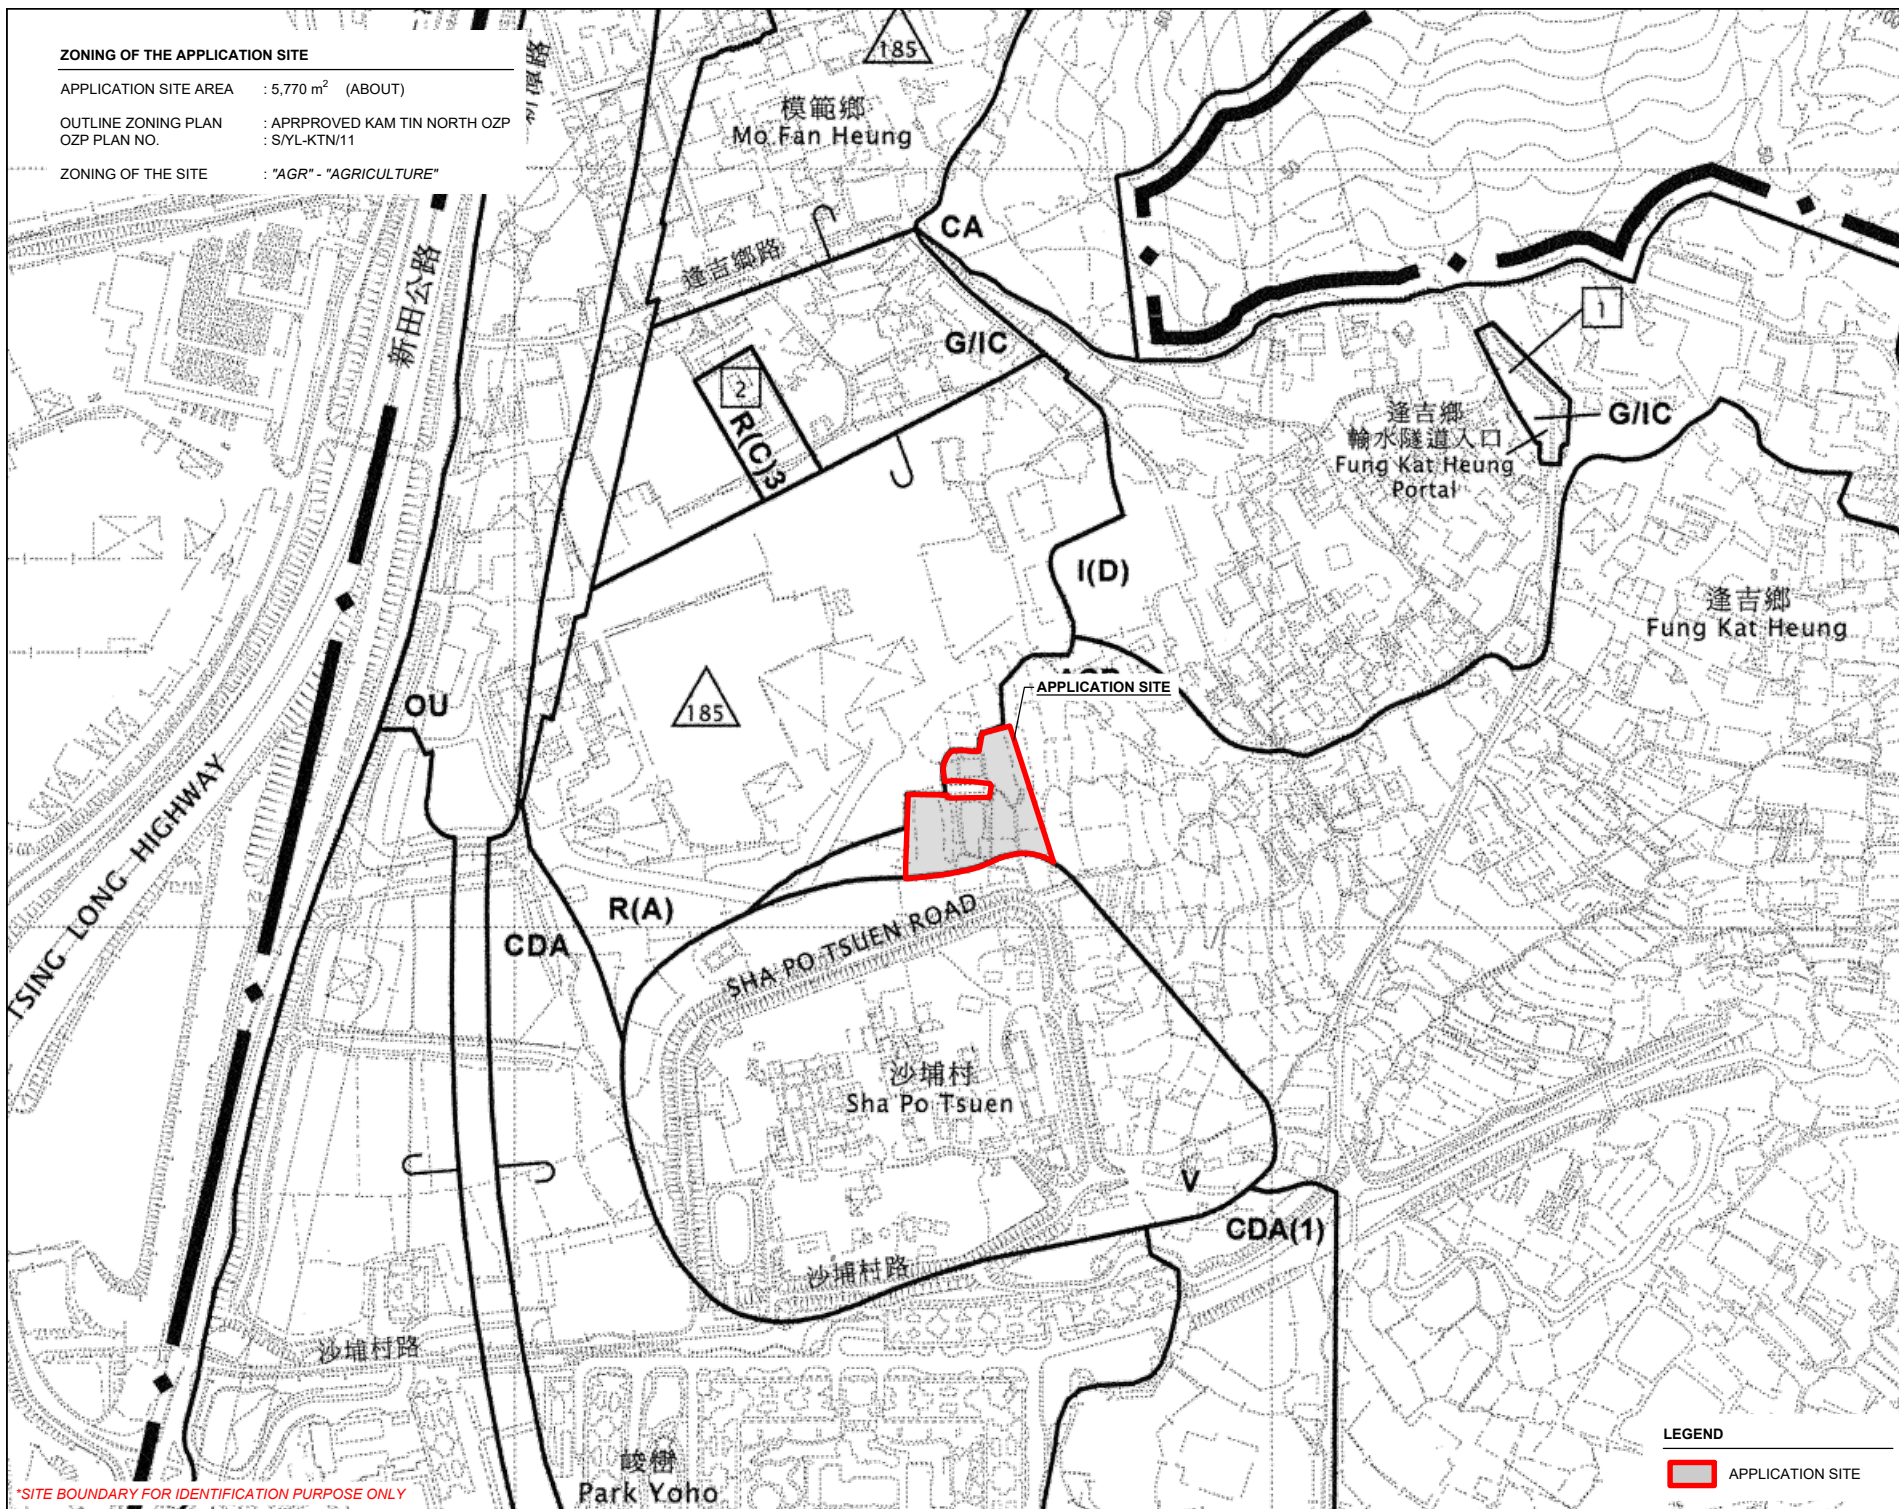 ZONING OF THE APPLICATION SITE
APPLICATION SITE AREA : 5,770 m² (ABOUT)
OUTLINE ZONING PLAN : APRPROVED KAM TIN NORTH OZP
OZP PLAN NO. : S/YL-KTN/11
ZONING OF THE SITE : "AGR" - "AGRICULTURE"
185
模範鄉
Mo Fan Heung
50
50
50
CA
逢吉鄉路
新田公路
G/IC
1
2
R(C)3
逢吉鄉
輸水隧道入口
Fung Kat Heung
Portal
G/IC
I(D)
逢吉鄉
Fung Kat Heung
APPLICATION SITE
OU
185
TSING LONG HIGHWAY
R(A)
CDA
SHA PO TSUEN ROAD
沙埔村
Sha Po Tsuen
V
CDA(1)
沙埔村路
沙埔村路
峻巒
Park Yoho
LEGEND
APPLICATION SITE
*SITE BOUNDARY FOR IDENTIFICATION PURPOSE ONLY